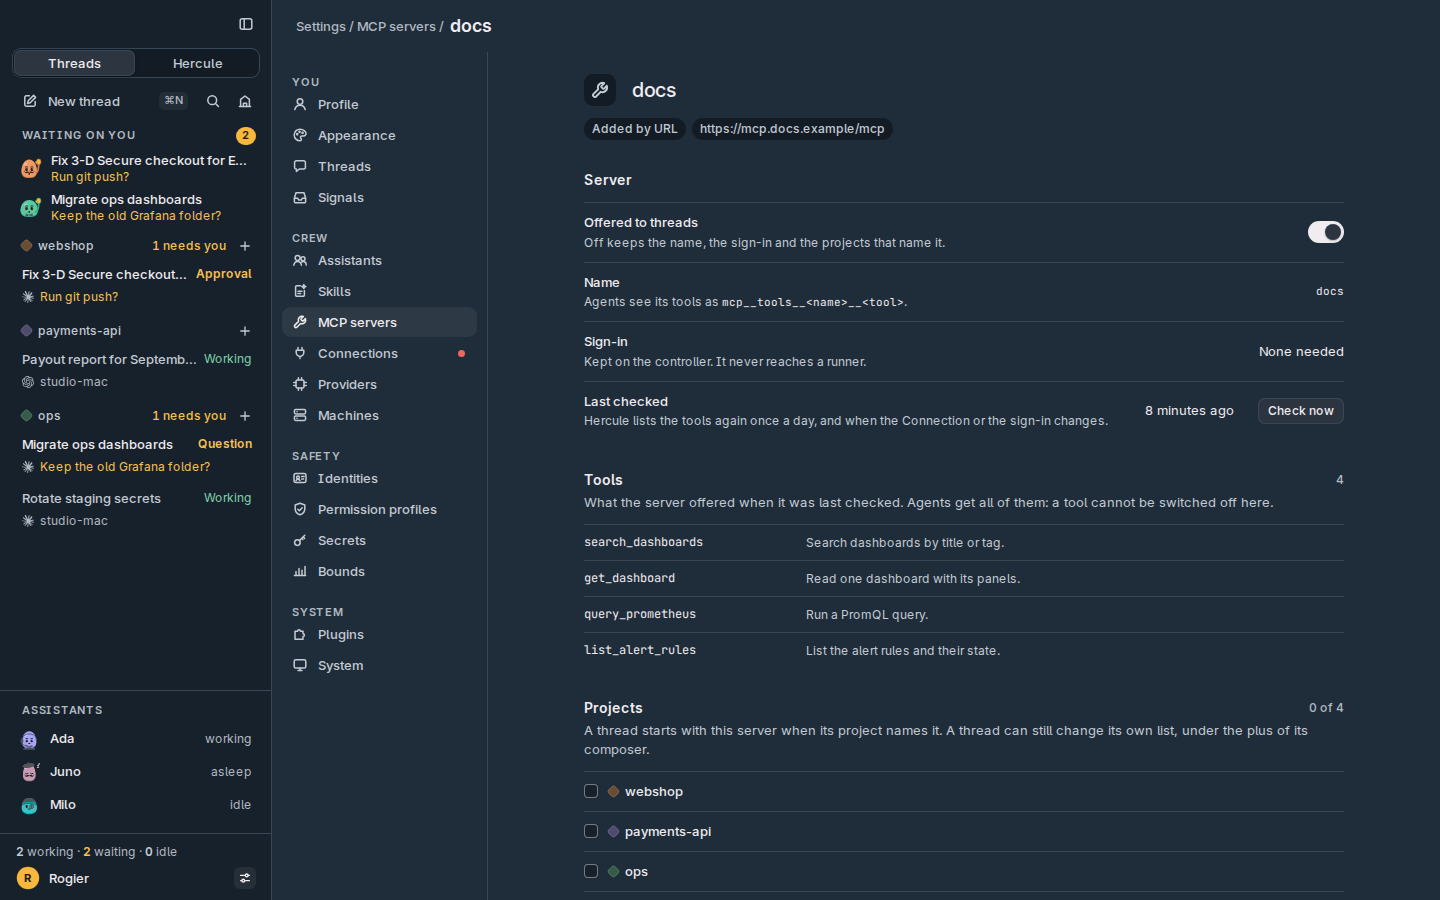 Threads
Hercule
New thread
⌘N
WAITING ON YOU
2
Fix 3-D Secure checkout for E...
Run git push?
Migrate ops dashboards
Keep the old Grafana folder?
webshop
1 needs you
Fix 3-D Secure checkout...
Approval
Run git push?
payments-api
Payout report for Septemb...
Working
studio-mac
ops
1 needs you
Migrate ops dashboards
Question
Keep the old Grafana folder?
Rotate staging secrets
Working
studio-mac
ASSISTANTS
Ada
working
Juno
asleep
Milo
idle
2 working · 2 waiting · 0 idle
R
Rogier
Settings / MCP servers / docs
YOU
Profile
Appearance
Threads
Signals
CREW
Assistants
Skills
MCP servers
Connections
Providers
Machines
SAFETY
Identities
Permission profiles
Secrets
Bounds
SYSTEM
Plugins
System
docs
Added by URL
https://mcp.docs.example/mcp
Server
Offered to threads
Off keeps the name, the sign-in and the projects that name it.
Name
Agents see its tools as mcp__tools__<name>__<tool>.
docs
Sign-in
Kept on the controller. It never reaches a runner.
None needed
Last checked
Hercule lists the tools again once a day, and when the Connection or the sign-in changes.
8 minutes ago
Check now
Tools
4
What the server offered when it was last checked. Agents get all of them: a tool cannot be switched off here.
search_dashboards
Search dashboards by title or tag.
get_dashboard
Read one dashboard with its panels.
query_prometheus
Run a PromQL query.
list_alert_rules
List the alert rules and their state.
Projects
0 of 4
A thread starts with this server when its project names it. A thread can still change its own list, under the plus of its
composer.
webshop
payments-api
ops